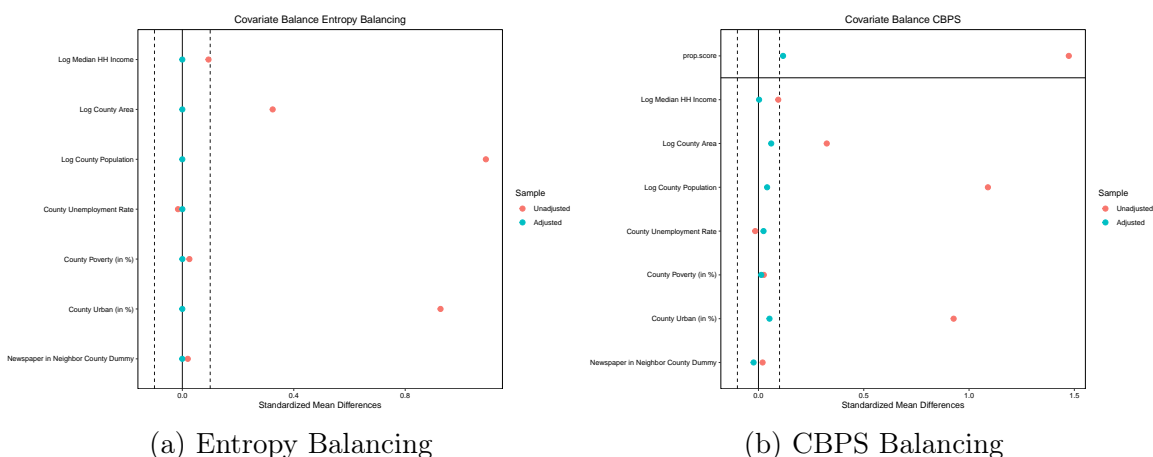 Covariate Balance Entropy Balancing
Log Median HH Income
Log County Area
Log County Population
County Unemployment Rate
County Poverty (in %)
County Urban (in %)
Newspaper in Neighbor County Dummy
0.0 0.4 0.8
Standardized Mean Differences
Sample
Unadjusted
Adjusted
(a) Entropy Balancing
Covariate Balance CBPS
prop.score
Log Median HH Income
Log County Area
Log County Population
County Unemployment Rate
County Poverty (in %)
County Urban (in %)
Newspaper in Neighbor County Dummy
0.0 0.5 1.0 1.5
Standardized Mean Differences
Sample
Unadjusted
Adjusted
(b) CBPS Balancing